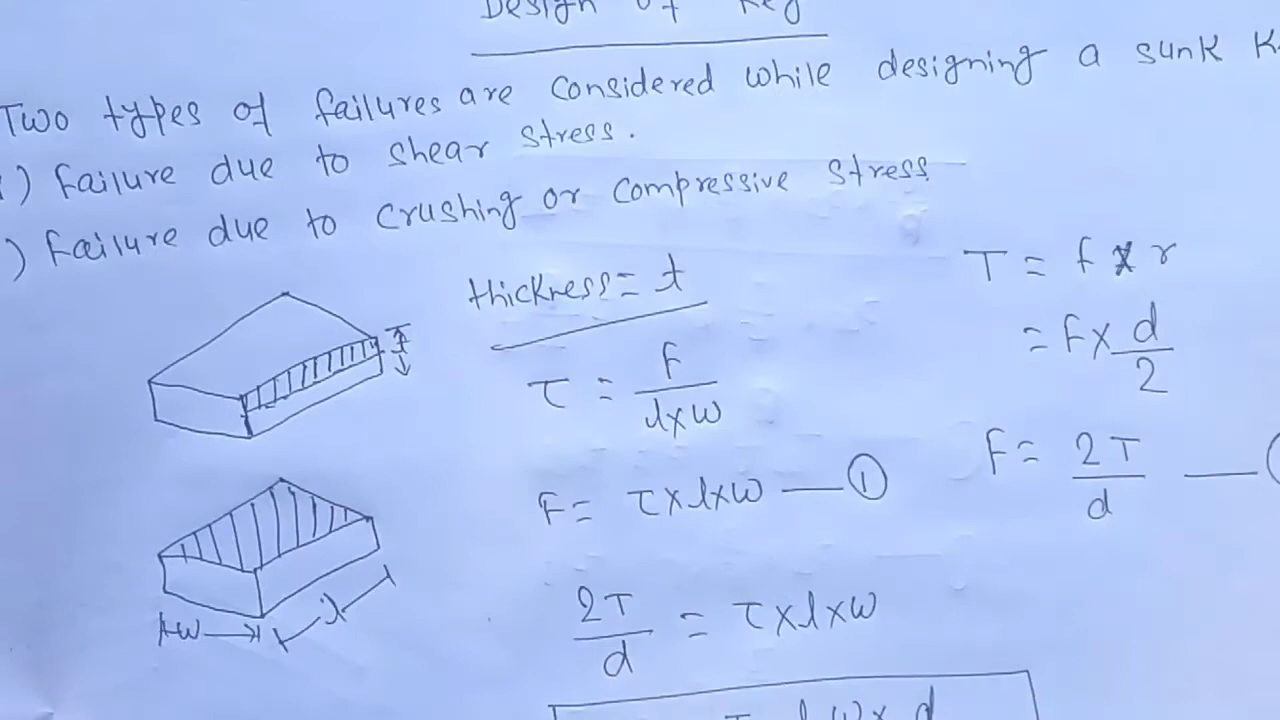 Design of Key
Two types of failures are considered while designing a sunk K
) failure due to shear stress.
) failure due to crushing or compressive stress
thickness = t
T = F × r
= F × d/2
τ = F/l×w
F = τ×l×w — ①
F = 2T/d —
w
l
2T/d = τ×l×w